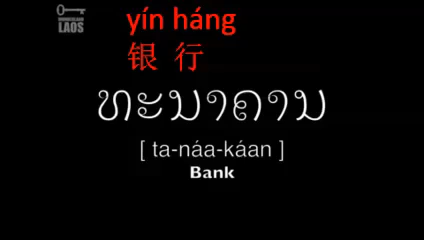 yín háng
银 行
LAOS
ທະນາຄານ
[ ta-náa-káan ]
Bank